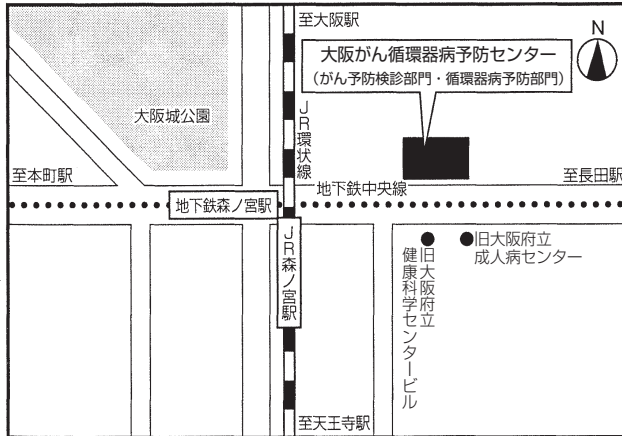 至大阪駅
大阪がん循環器病予防センター
(がん予防検診部門・循環器病予防部門)
N
大阪城公園
JR環状線
至本町駅
至長田駅
地下鉄中央線
地下鉄森ノ宮駅
JR森ノ宮駅
旧大阪府立
成人病センター
旧大阪府立
健康科学センタービル
至天王寺駅